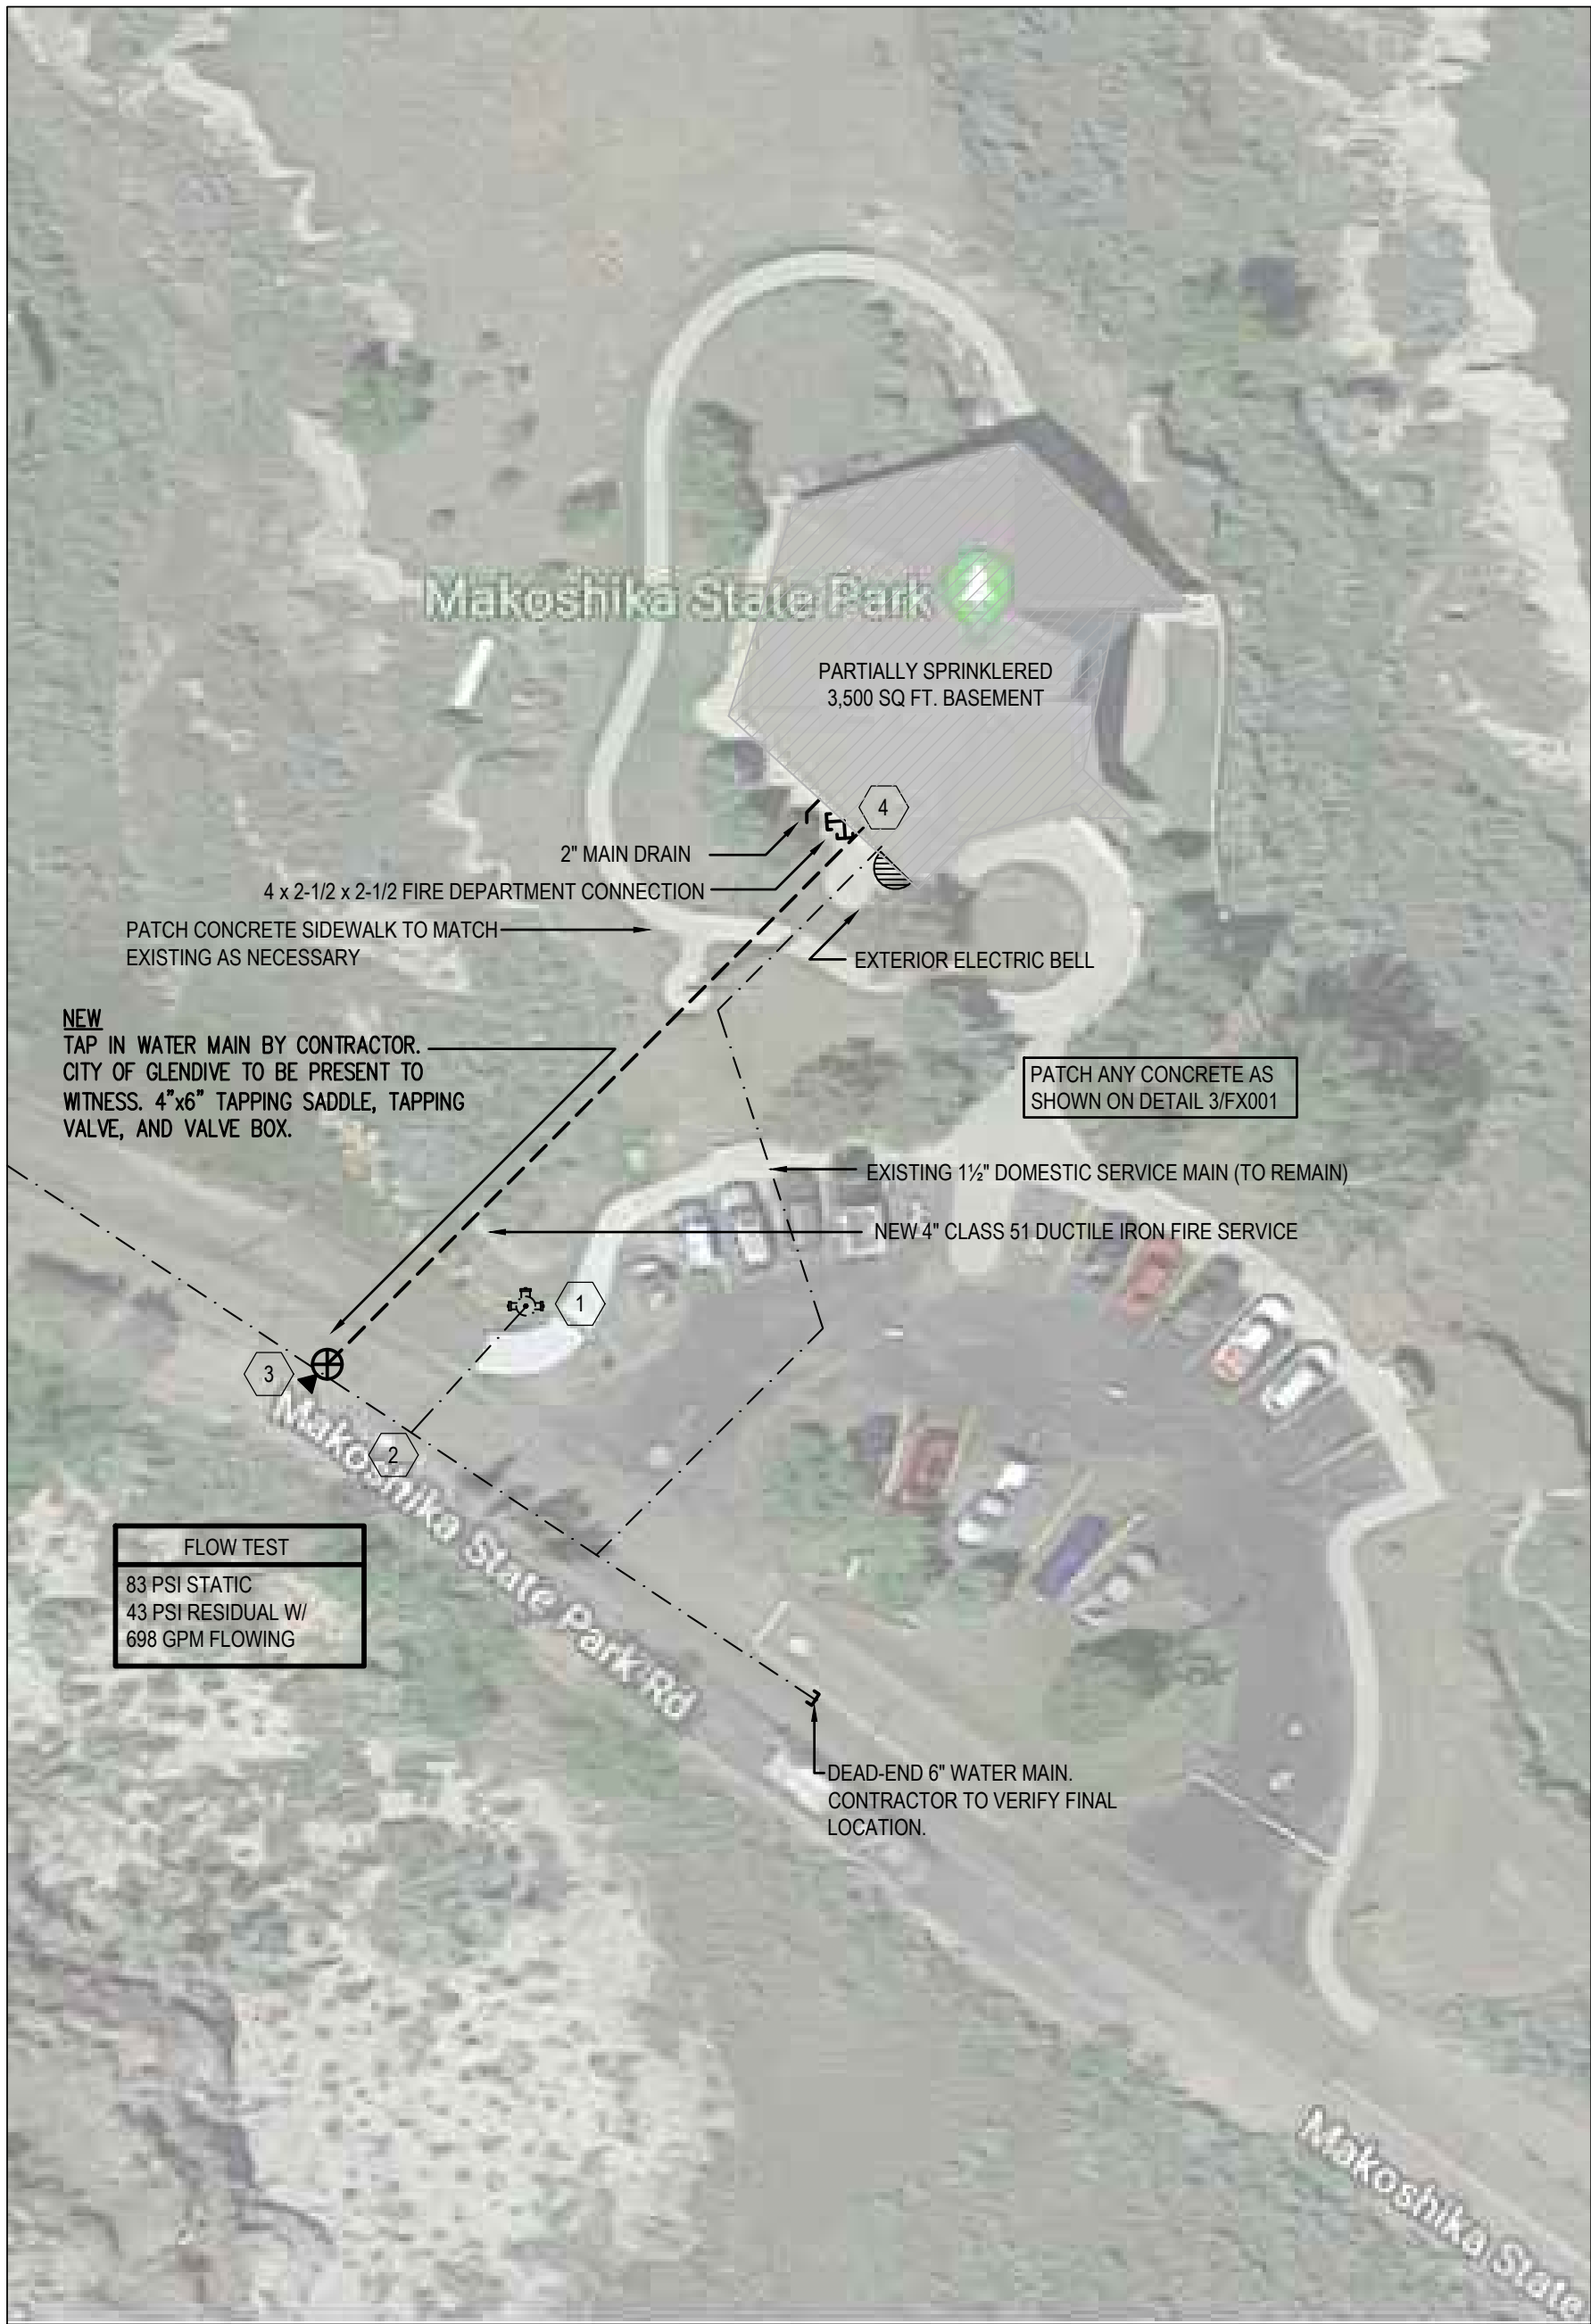 Makoshika State Park
PARTIALLY SPRINKLERED
3,500 SQ FT. BASEMENT
4
2" MAIN DRAIN
4 x 2-1/2 x 2-1/2 FIRE DEPARTMENT CONNECTION
PATCH CONCRETE SIDEWALK TO MATCH
EXISTING AS NECESSARY
EXTERIOR ELECTRIC BELL
NEW
TAP IN WATER MAIN BY CONTRACTOR.
CITY OF GLENDIVE TO BE PRESENT TO
WITNESS. 4"x6" TAPPING SADDLE, TAPPING
VALVE, AND VALVE BOX.
PATCH ANY CONCRETE AS
SHOWN ON DETAIL 3/FX001
EXISTING 1½" DOMESTIC SERVICE MAIN (TO REMAIN)
NEW 4" CLASS 51 DUCTILE IRON FIRE SERVICE
1
3
2
Makoshika State Park Rd
FLOW TEST
83 PSI STATIC
43 PSI RESIDUAL W/
698 GPM FLOWING
DEAD-END 6" WATER MAIN.
CONTRACTOR TO VERIFY FINAL
LOCATION.
Makoshika State